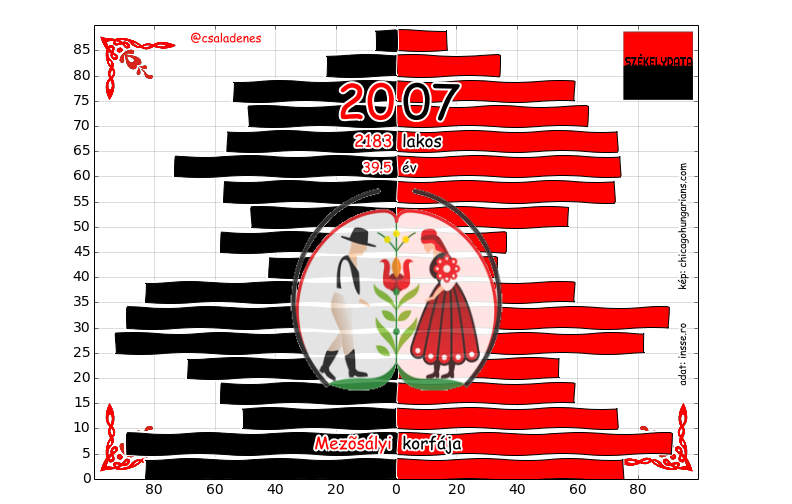 @csaladenes
SZÉKELYDATA
2007
2183 lakos
39.5 év
Mezősályi korfája
kép: chicagohungarians.com
adat: insse.ro
85
80
75
70
65
60
55
50
45
40
35
30
25
20
15
10
5
0
80 60 40 20 0 20 40 60 80